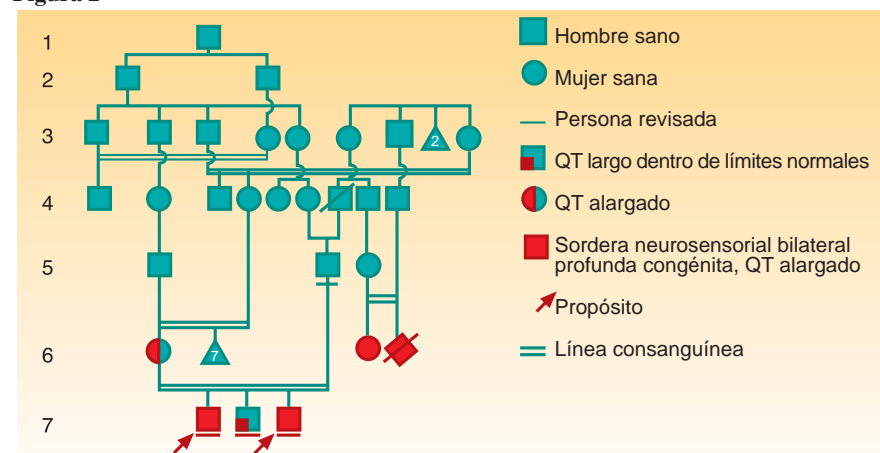 Figura 2
1
2
3
4
5
6
7
2
7
Hombre sano
Mujer sana
Persona revisada
QT largo dentro de límites normales
QT alargado
Sordera neurosensorial bilateral
profunda congénita, QT alargado
Propósito
Línea consanguínea